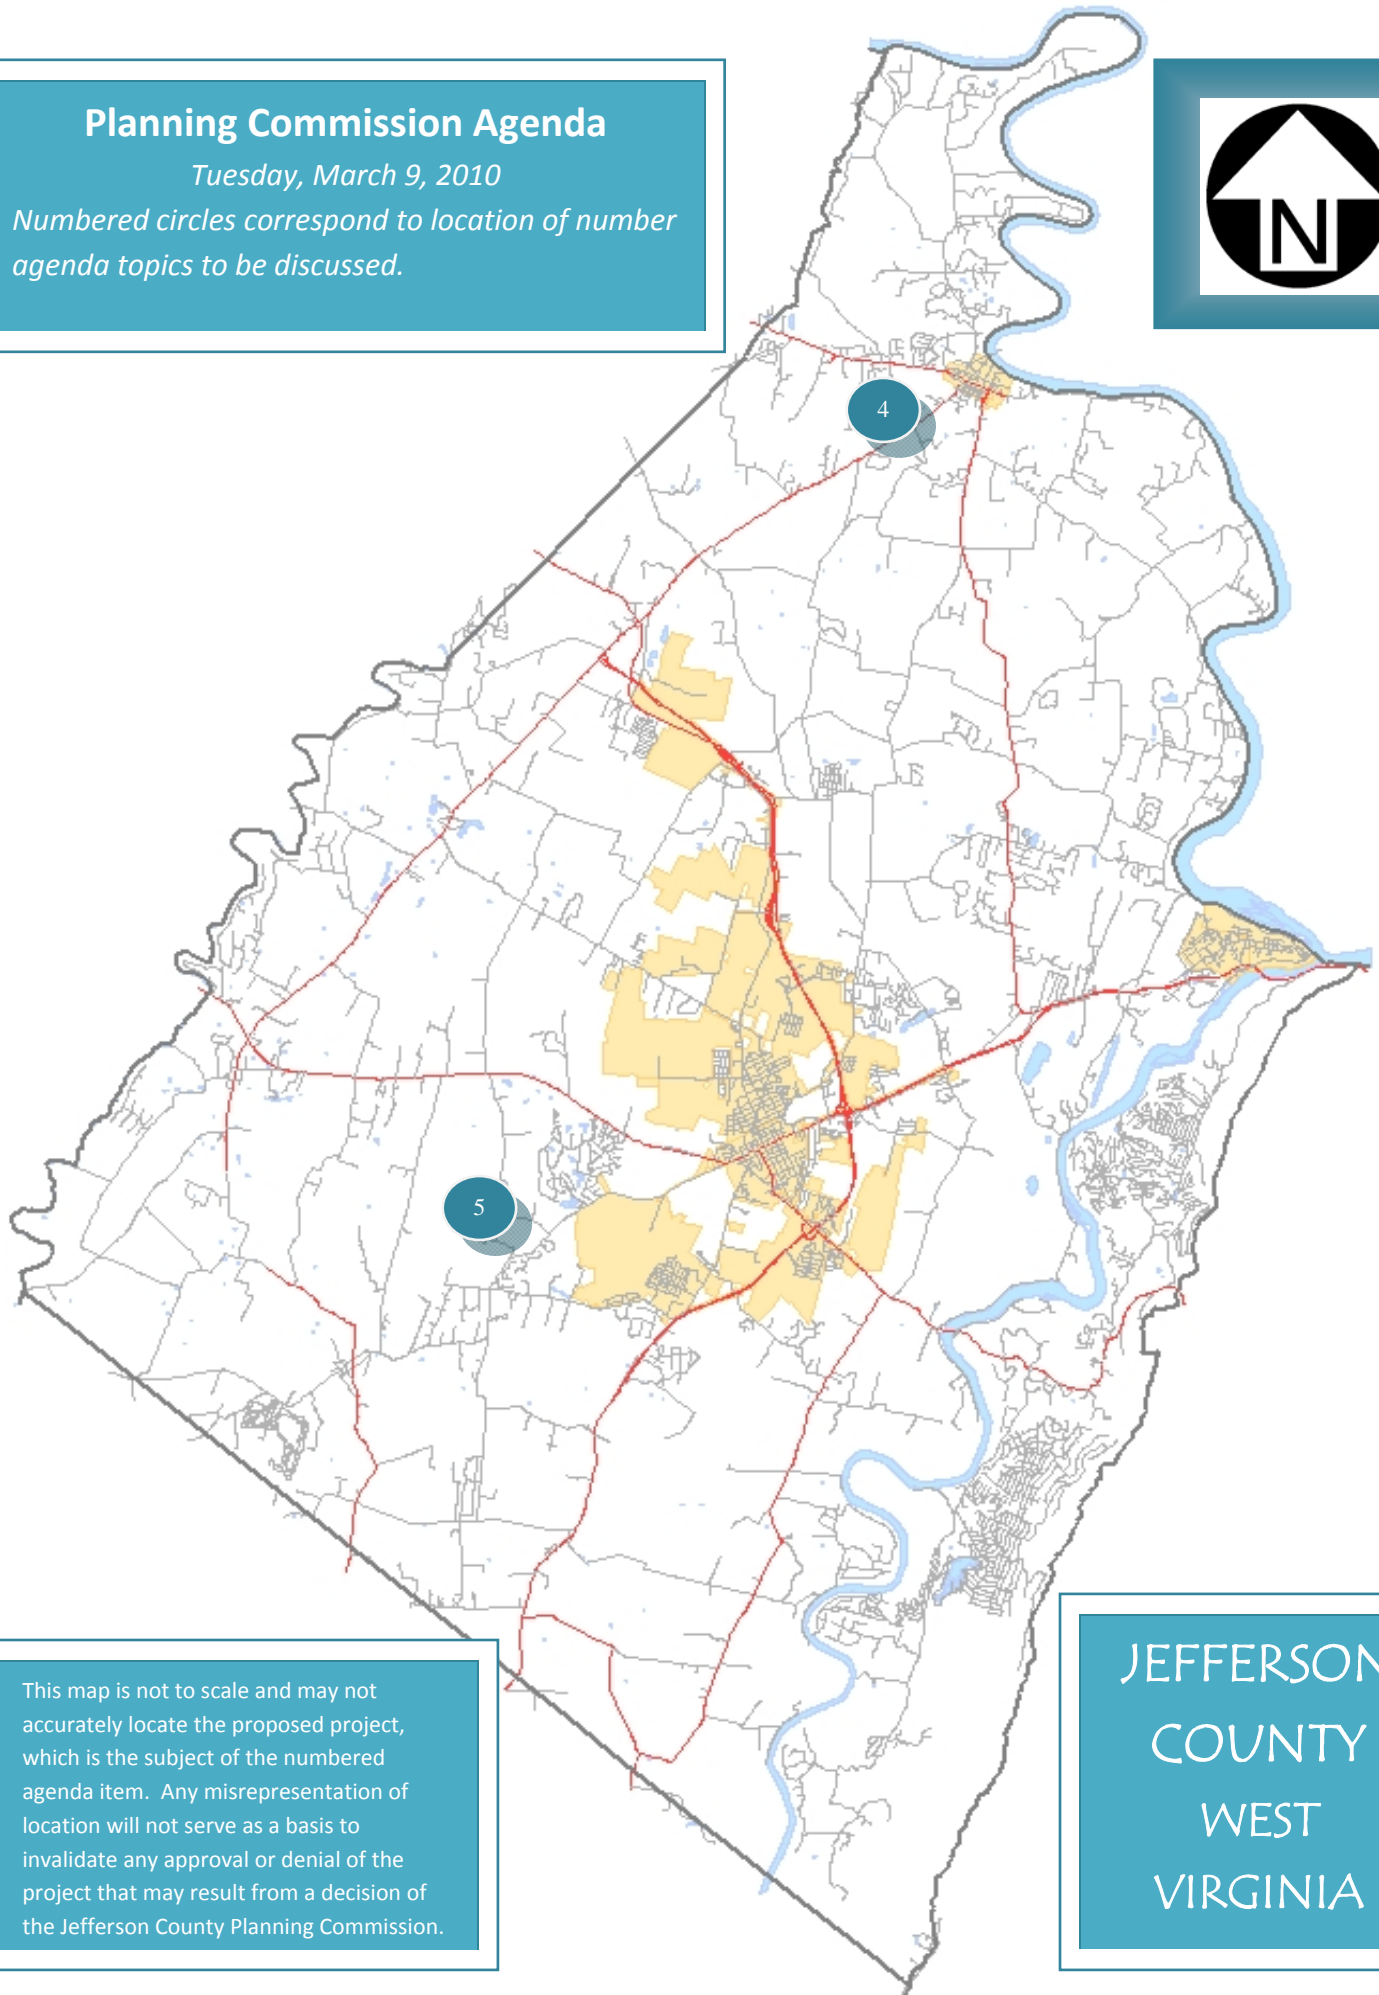 Planning Commission Agenda
Tuesday, March 9, 2010
Numbered circles correspond to location of number
agenda topics to be discussed.
N
4
5
This map is not to scale and may not
accurately locate the proposed project,
which is the subject of the numbered
agenda item.  Any misrepresentation of
location will not serve as a basis to
invalidate any approval or denial of the
project that may result from a decision of
the Jefferson County Planning Commission.
JEFFERSON
COUNTY
WEST
VIRGINIA